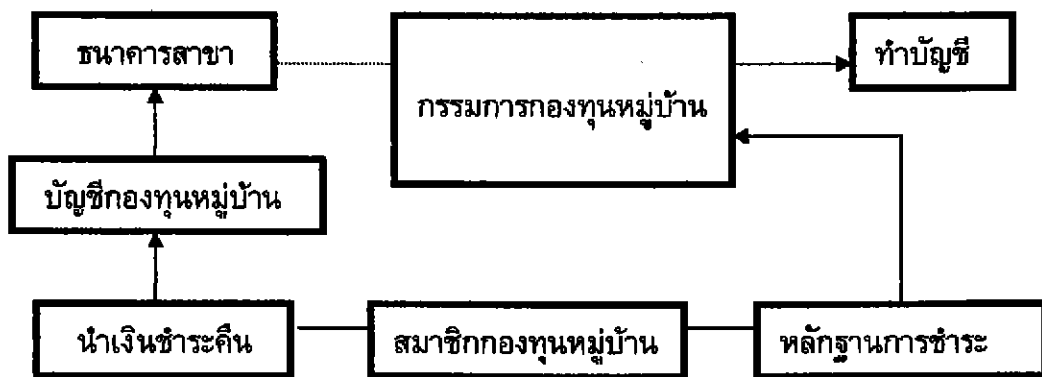 ธนาคารสาขา
ทำบัญชี
กรรมการกองทุนหมู่บ้าน
บัญชีกองทุนหมู่บ้าน
นำเงินชำระคืน
สมาชิกกองทุนหมู่บ้าน
หลักฐานการชำระ